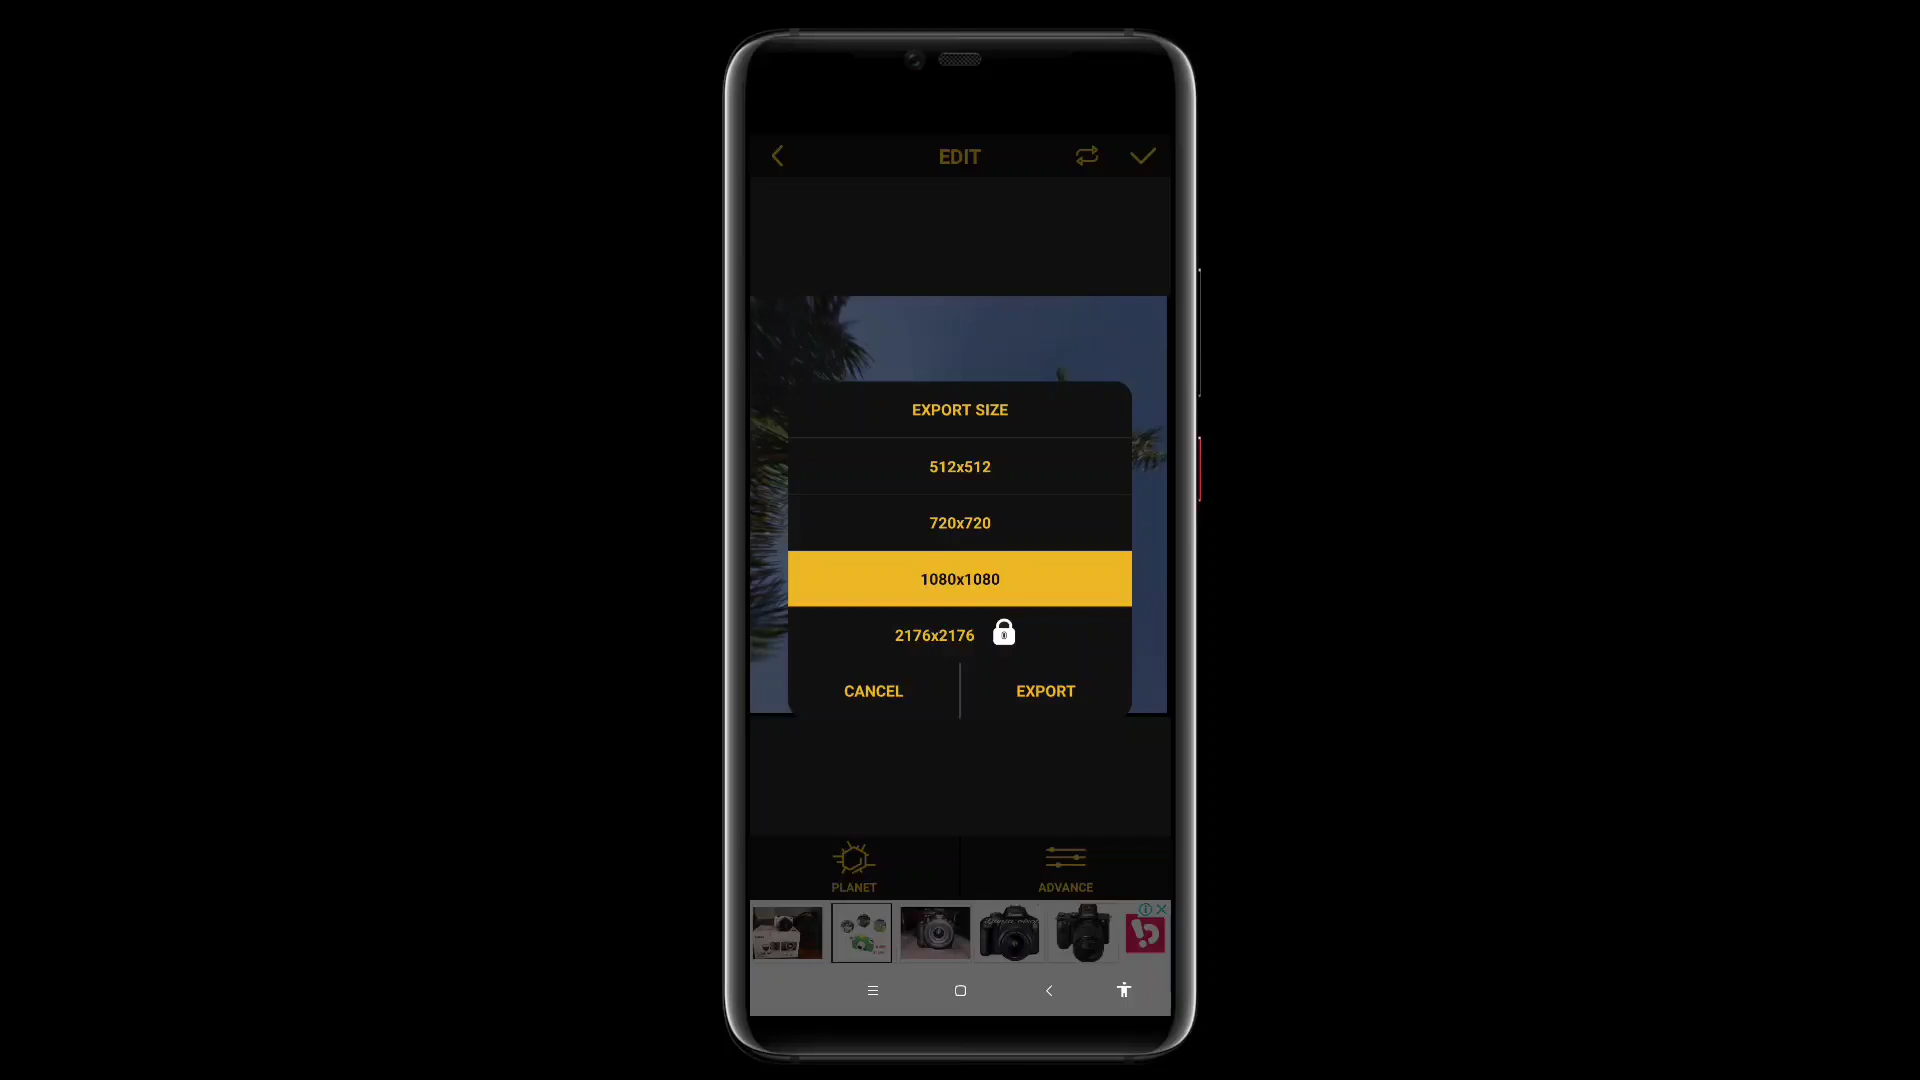 EDIT
EXPORT SIZE
512x512
720x720
1080x1080
2176x2176
CANCEL
EXPORT
PLANET
ADVANCE